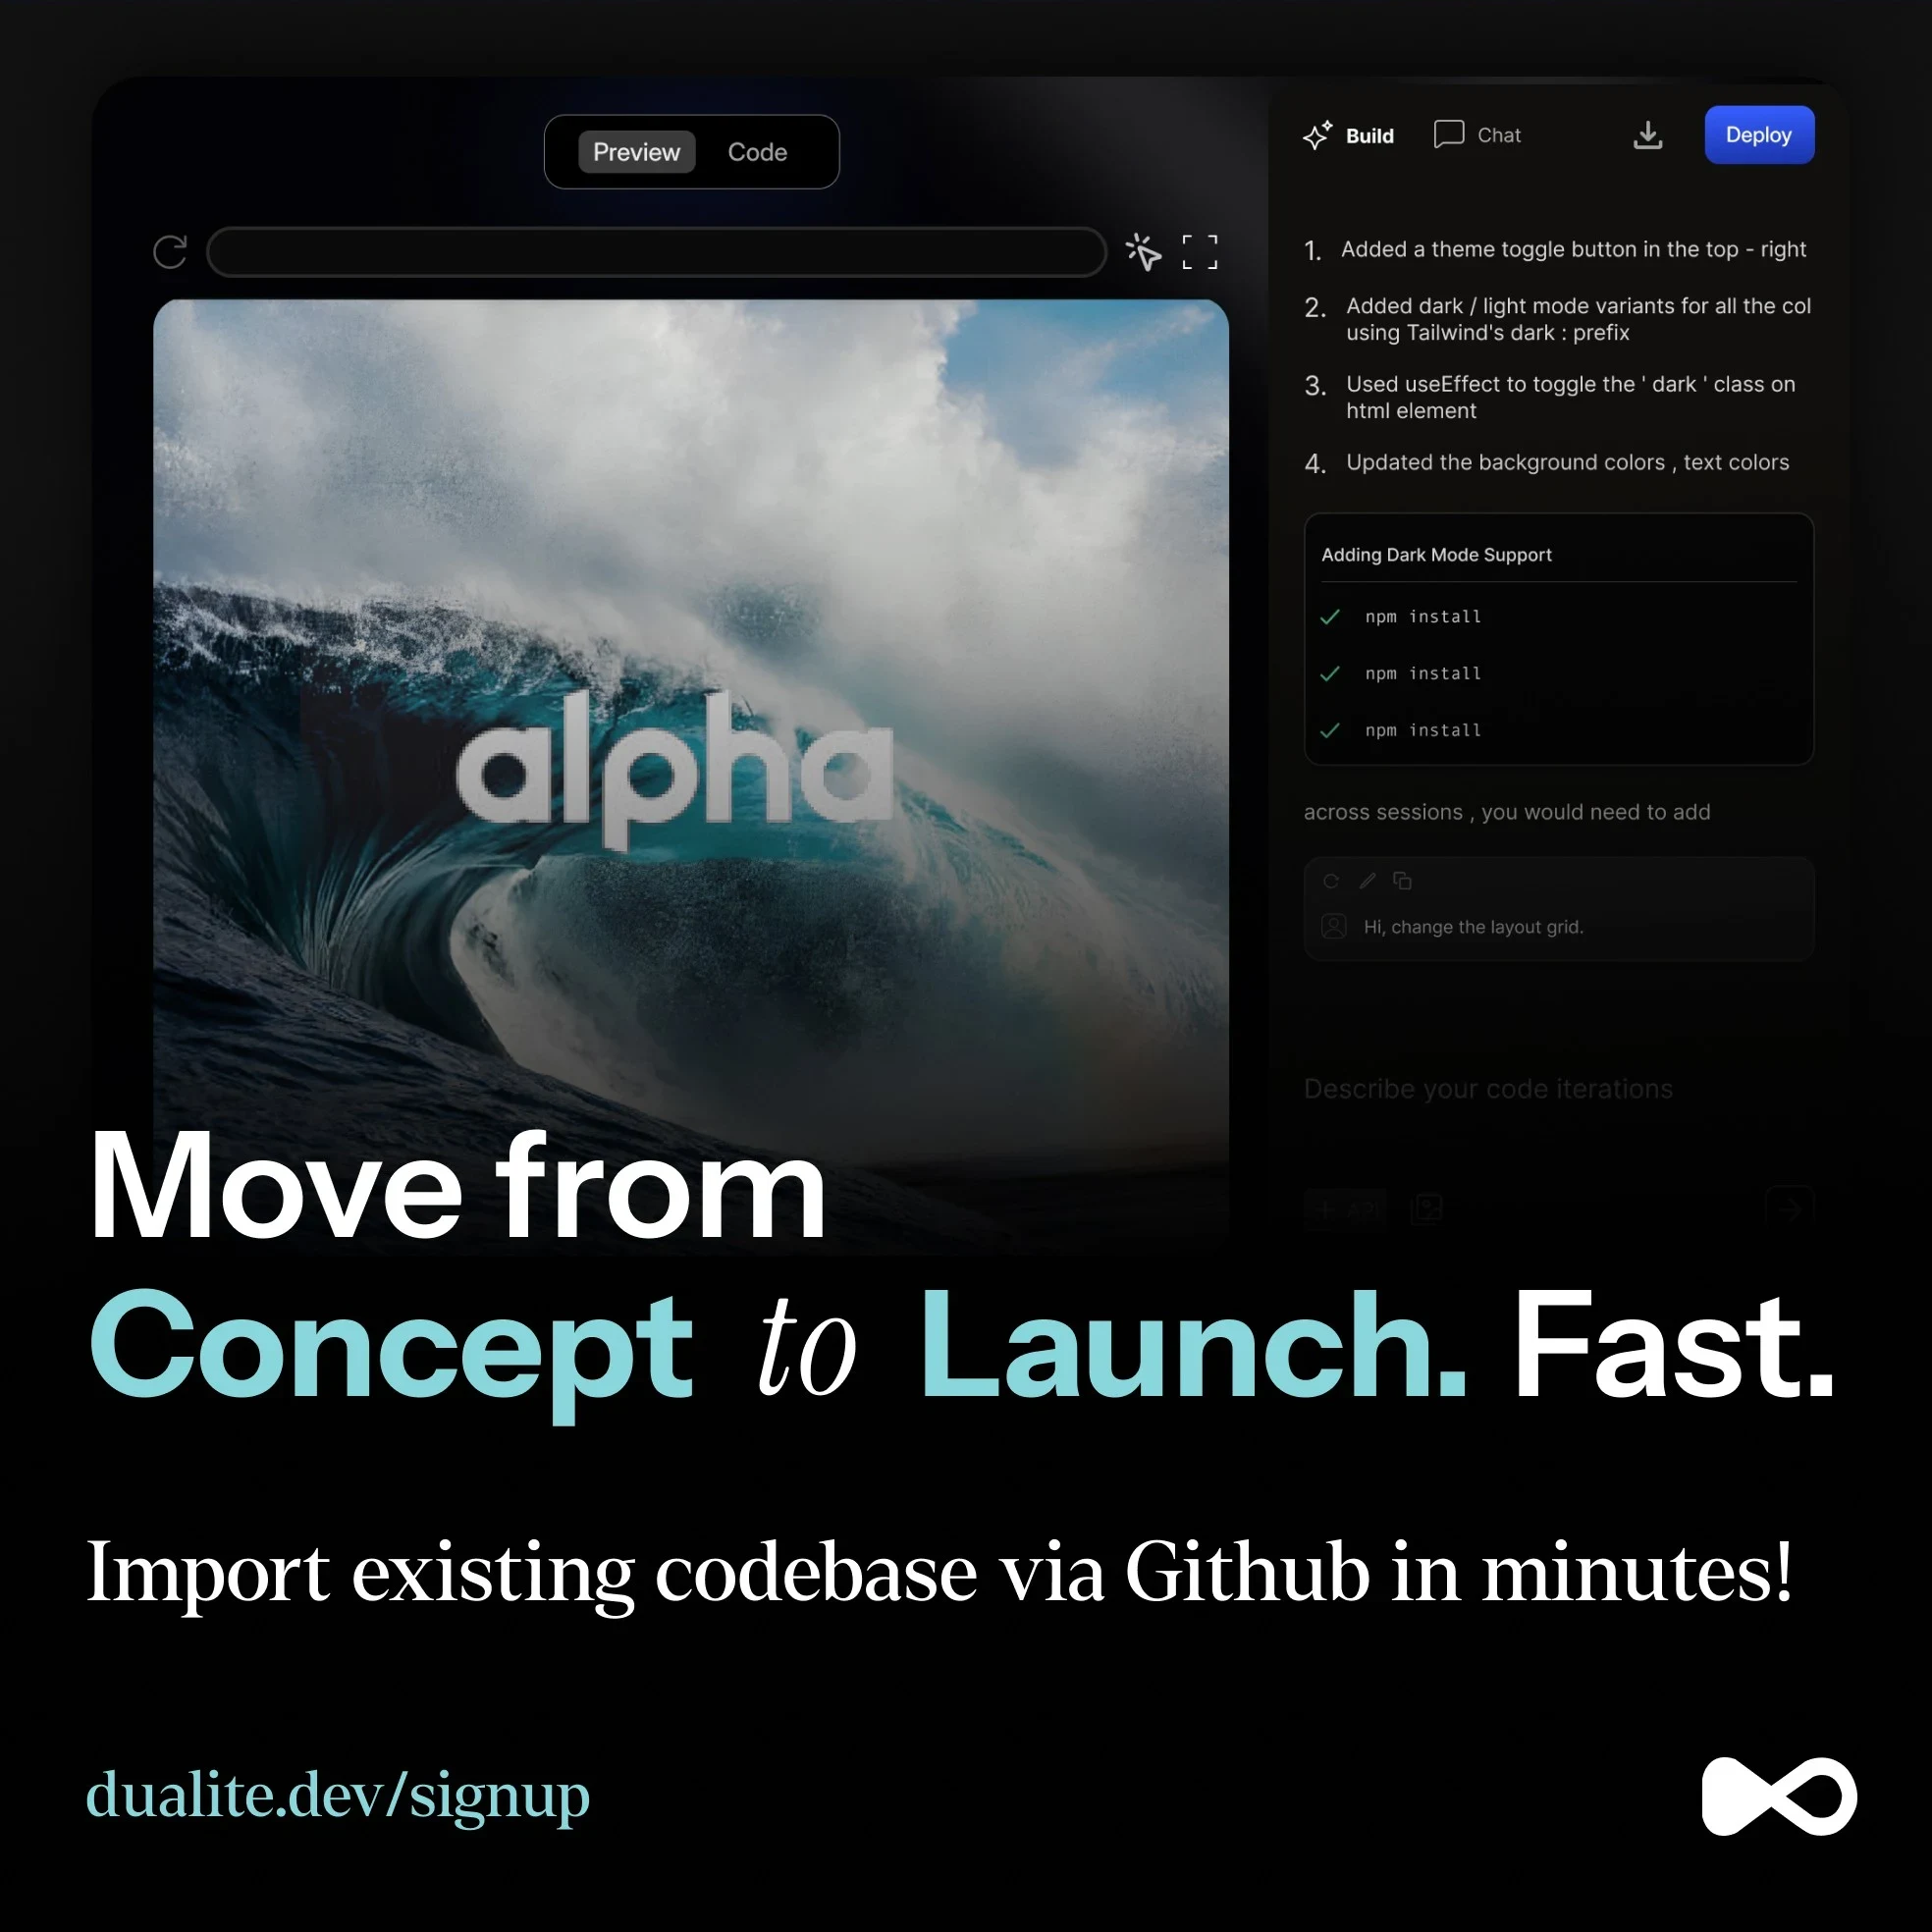 Preview Code
Build Chat Deploy
1. Added a theme toggle button in the top - right
2. Added dark / light mode variants for all the col
using Tailwind's dark : prefix
3. Used useEffect to toggle the ' dark ' class on
html element
4. Updated the background colors , text colors
Adding Dark Mode Support
npm install
npm install
npm install
across sessions , you would need to add
Hi, change the layout grid.
Describe your code iterations
alpha
Move from
Concept to Launch. Fast.
Import existing codebase via Github in minutes!
dualite.dev/signup